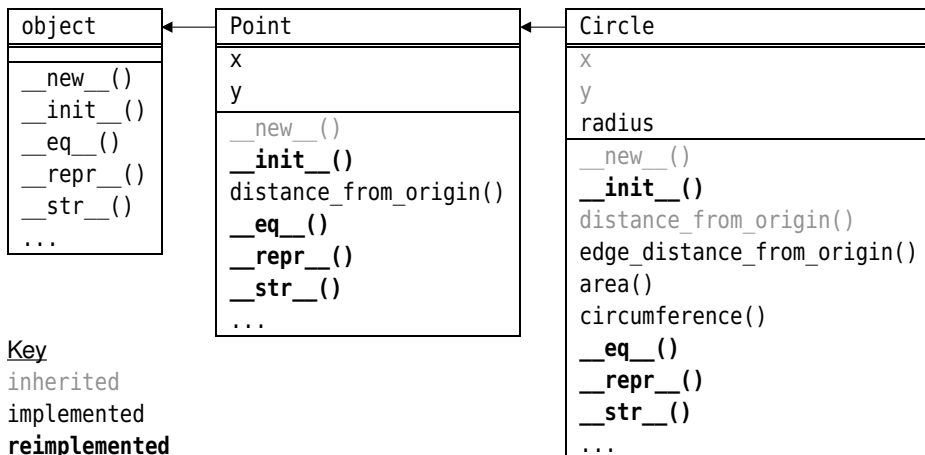 object
__new__()
__init__()
__eq__()
__repr__()
__str__()
...
Point
x
y
__new__()
__init__()
distance_from_origin()
__eq__()
__repr__()
__str__()
...
Circle
x
y
radius
__new__()
__init__()
distance_from_origin()
edge_distance_from_origin()
area()
circumference()
__eq__()
__repr__()
__str__()
...
Key
inherited
implemented
reimplemented